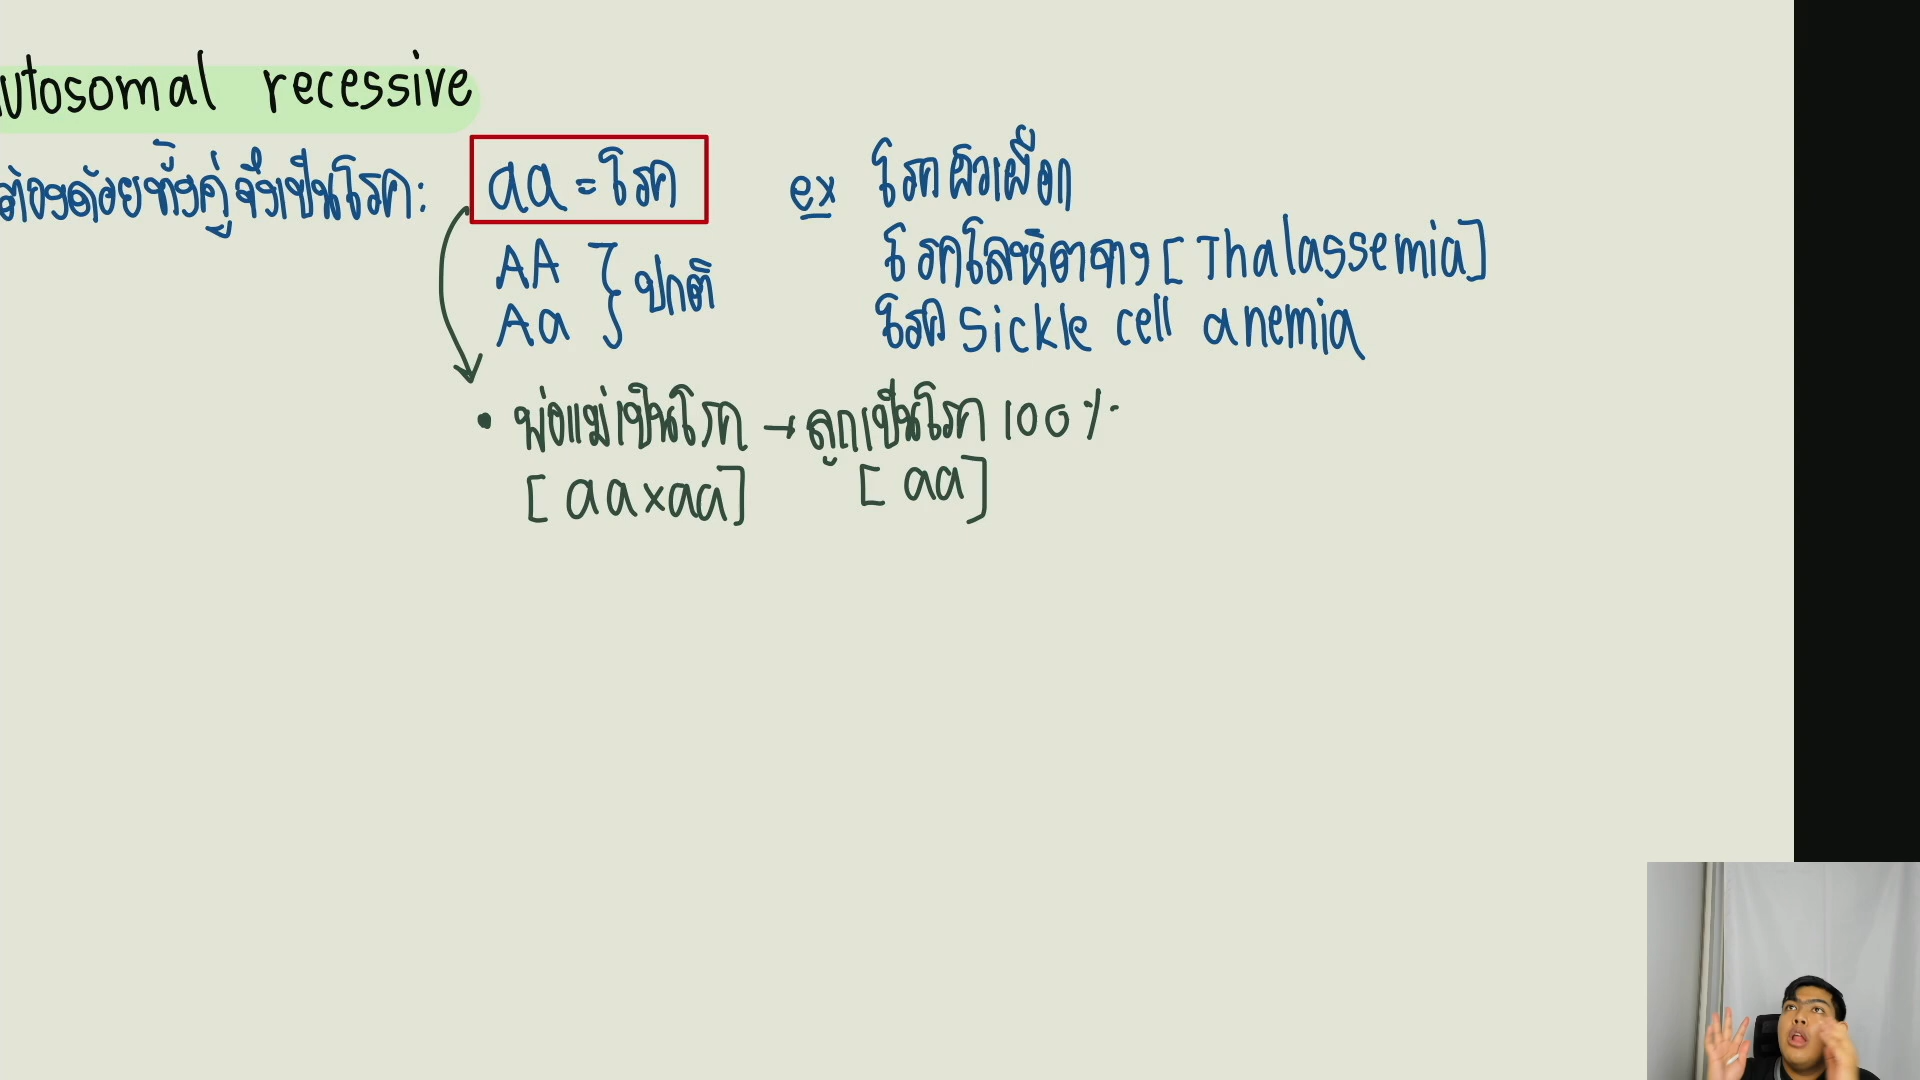 utosomal recessive
ต้องด้อยทั้งคู่จึงเป็นโรค:
aa = โรค
AA
Aa
ปกติ
ex โรคผิวเผือก
โรคโลหิตจาง [Thalassemia]
โรค Sickle cell anemia
• พ่อแม่เป็นโรค → ลูกเป็นโรค 100%
[aa x aa] [aa]